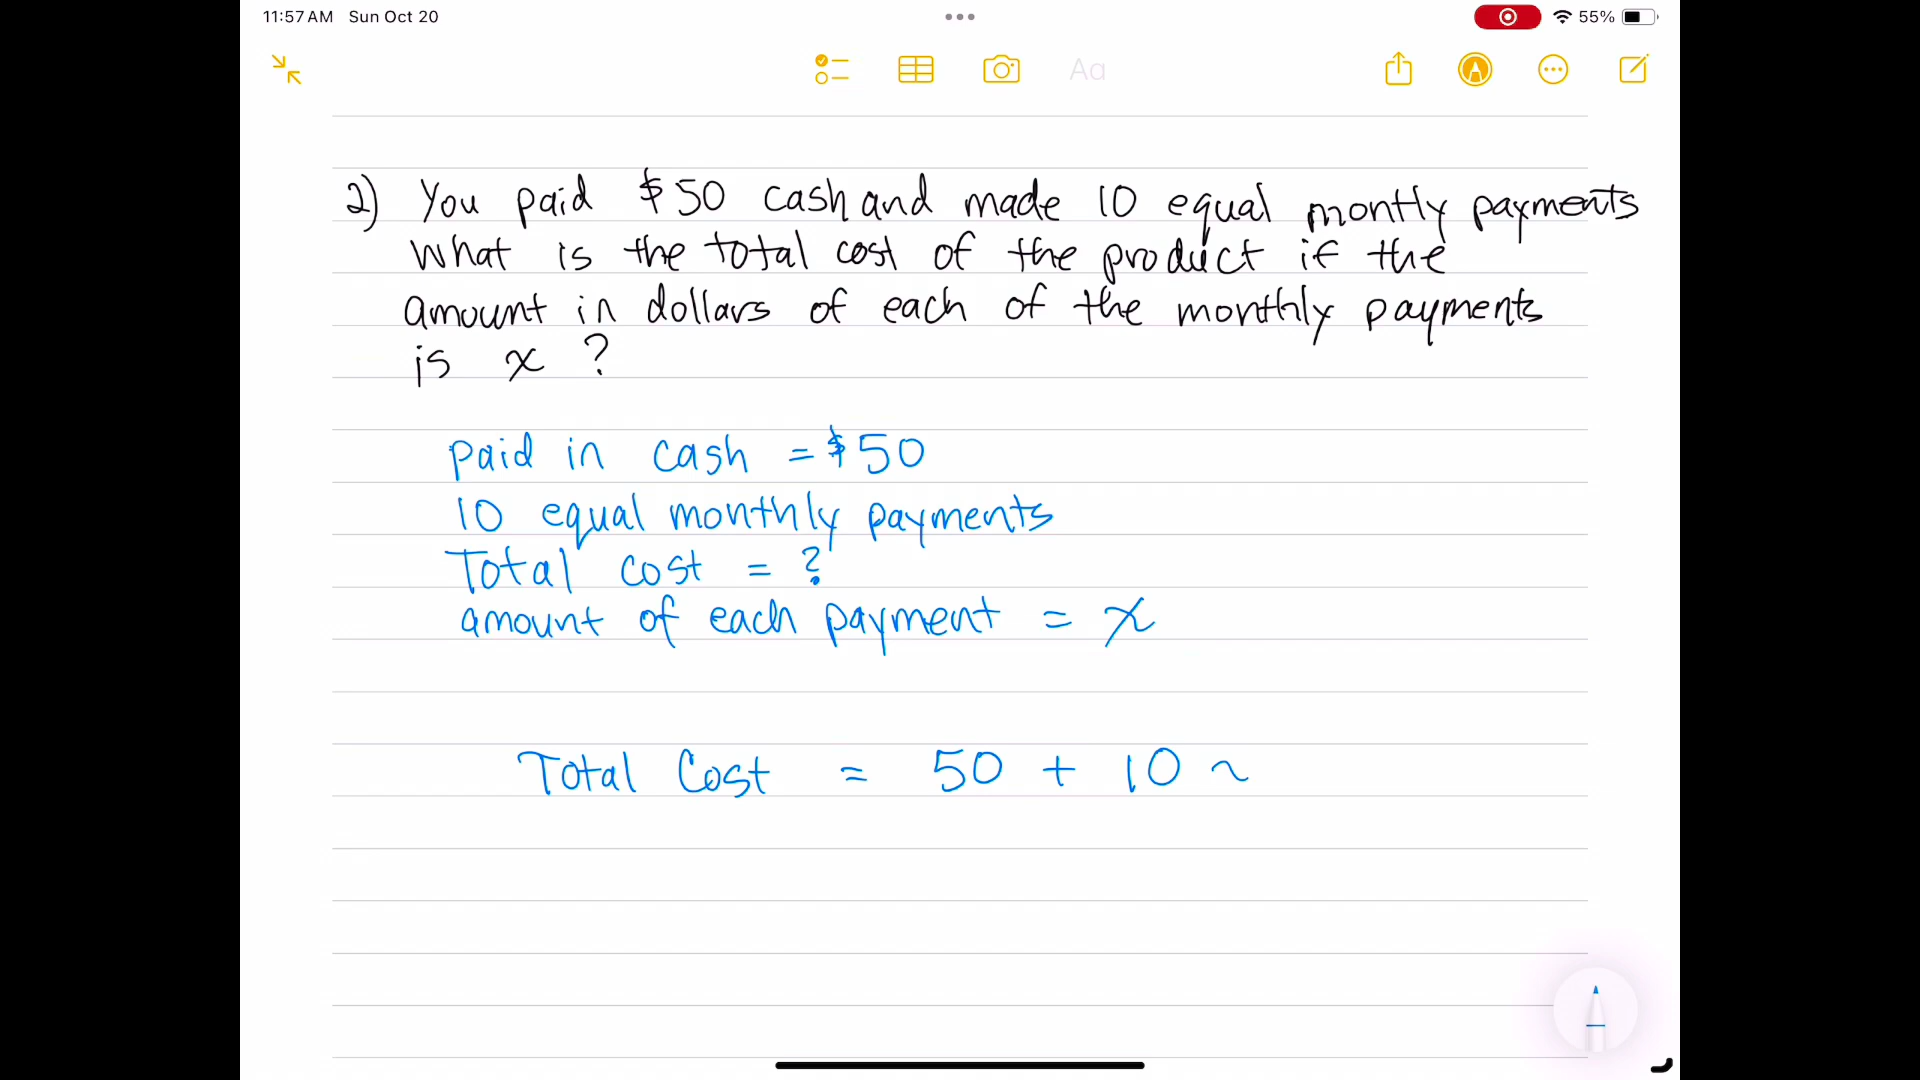 11:57 AM Sun Oct 20
55%
Aa
2) You paid $50 cash and made 10 equal montly payments
What is the total cost of the product if the
amount in dollars of each of the monthly payments
is x ?
paid in cash = $50
10 equal monthly payments
Total cost = ?
amount of each payment = x
Total Cost = 50 + 10 ~